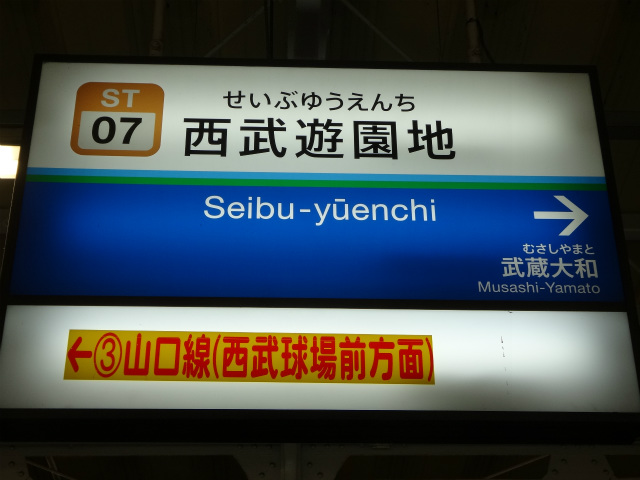 ST
07
せいぶゆうえんち
西武遊園地
Seibu-yūenchi
むさしやまと
武蔵大和
Musashi-Yamato
←③山口線(西武球場前方面)